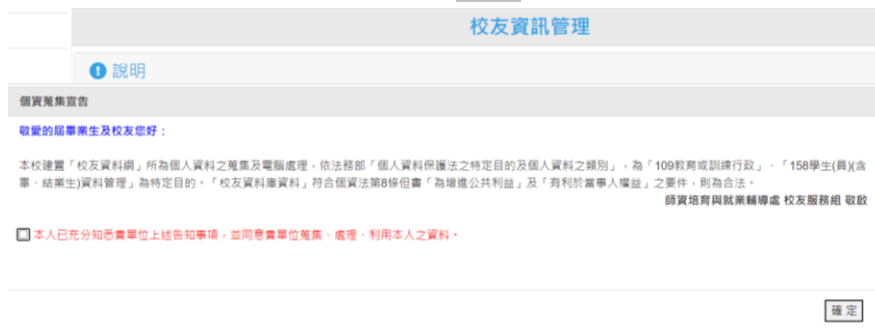 校友資訊管理
說明
個資蒐集宣告
敬愛的屆畢業生及校友您好：
本校建置「校友資料網」所為個人資料之蒐集及電腦處理，依法務部「個人資料保護法之特定目的及個人資料之類別」，為「109教育或訓練行政」、「158學生(員)(含
畢、結業生)資料管理」為特定目的。「校友資料庫資料」符合個資法第8條但書「為增進公共利益」及「有利於當事人權益」之要件，則為合法。
師資培育與就業輔導處 校友服務組 敬啟
本人已充分知悉貴單位上述告知事項，並同意貴單位蒐集、處理、利用本人之資料。
確定